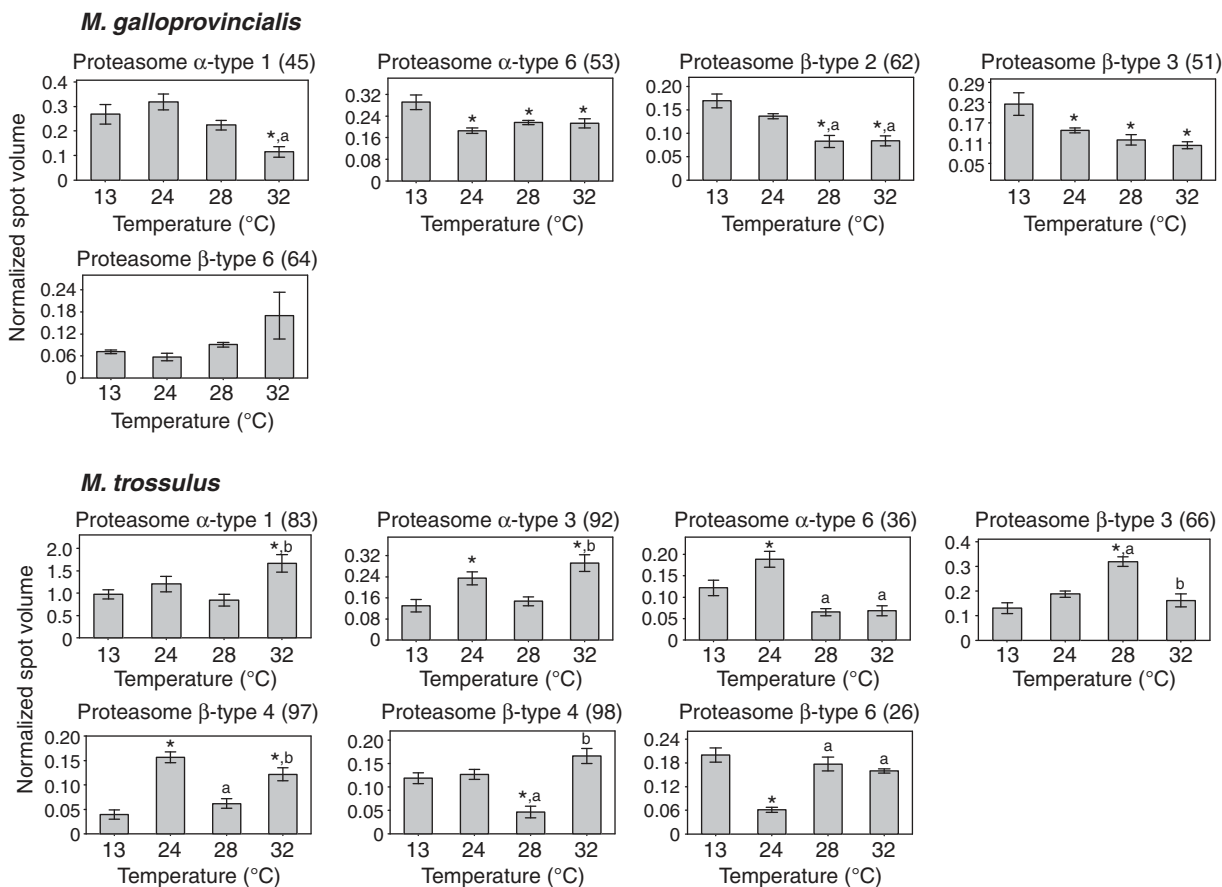 M. galloprovincialis
Proteasome α-type 1 (45) Proteasome α-type 6 (53) Proteasome β-type 2 (62) Proteasome β-type 3 (51)
0.4 0.32 0.20 0.29
0.3 0.24 0.15 0.23
0.2 0.16 0.10 0.17
0.1 0.08 0.05 0.11
0 0 0 0.05
*,a * * * *,a *,a * * *
13 24 28 32 13 24 28 32 13 24 28 32 13 24 28 32
Temperature (°C) Temperature (°C) Temperature (°C) Temperature (°C)
Normalized spot volume
Proteasome β-type 6 (64)
0.24
0.18
0.12
0.06
0
13 24 28 32
Temperature (°C)
M. trossulus
Proteasome α-type 1 (83) Proteasome α-type 3 (92) Proteasome α-type 6 (36) Proteasome β-type 3 (66)
2.0 0.32 0.20 0.4
1.5 0.24 0.15 0.3
1.0 0.16 0.10 0.2
0.5 0.08 0.05 0.1
0 0 0 0
*,b * *,b * a a *,a b
13 24 28 32 13 24 28 32 13 24 28 32 13 24 28 32
Temperature (°C) Temperature (°C) Temperature (°C) Temperature (°C)
Normalized spot volume
Proteasome β-type 4 (97) Proteasome β-type 4 (98) Proteasome β-type 6 (26)
0.20 0.20 0.24
0.15 0.15 0.18
0.10 0.10 0.12
0.05 0.05 0.06
0 0 0
* a *,b *,a b * a a
13 24 28 32 13 24 28 32 13 24 28 32
Temperature (°C) Temperature (°C) Temperature (°C)